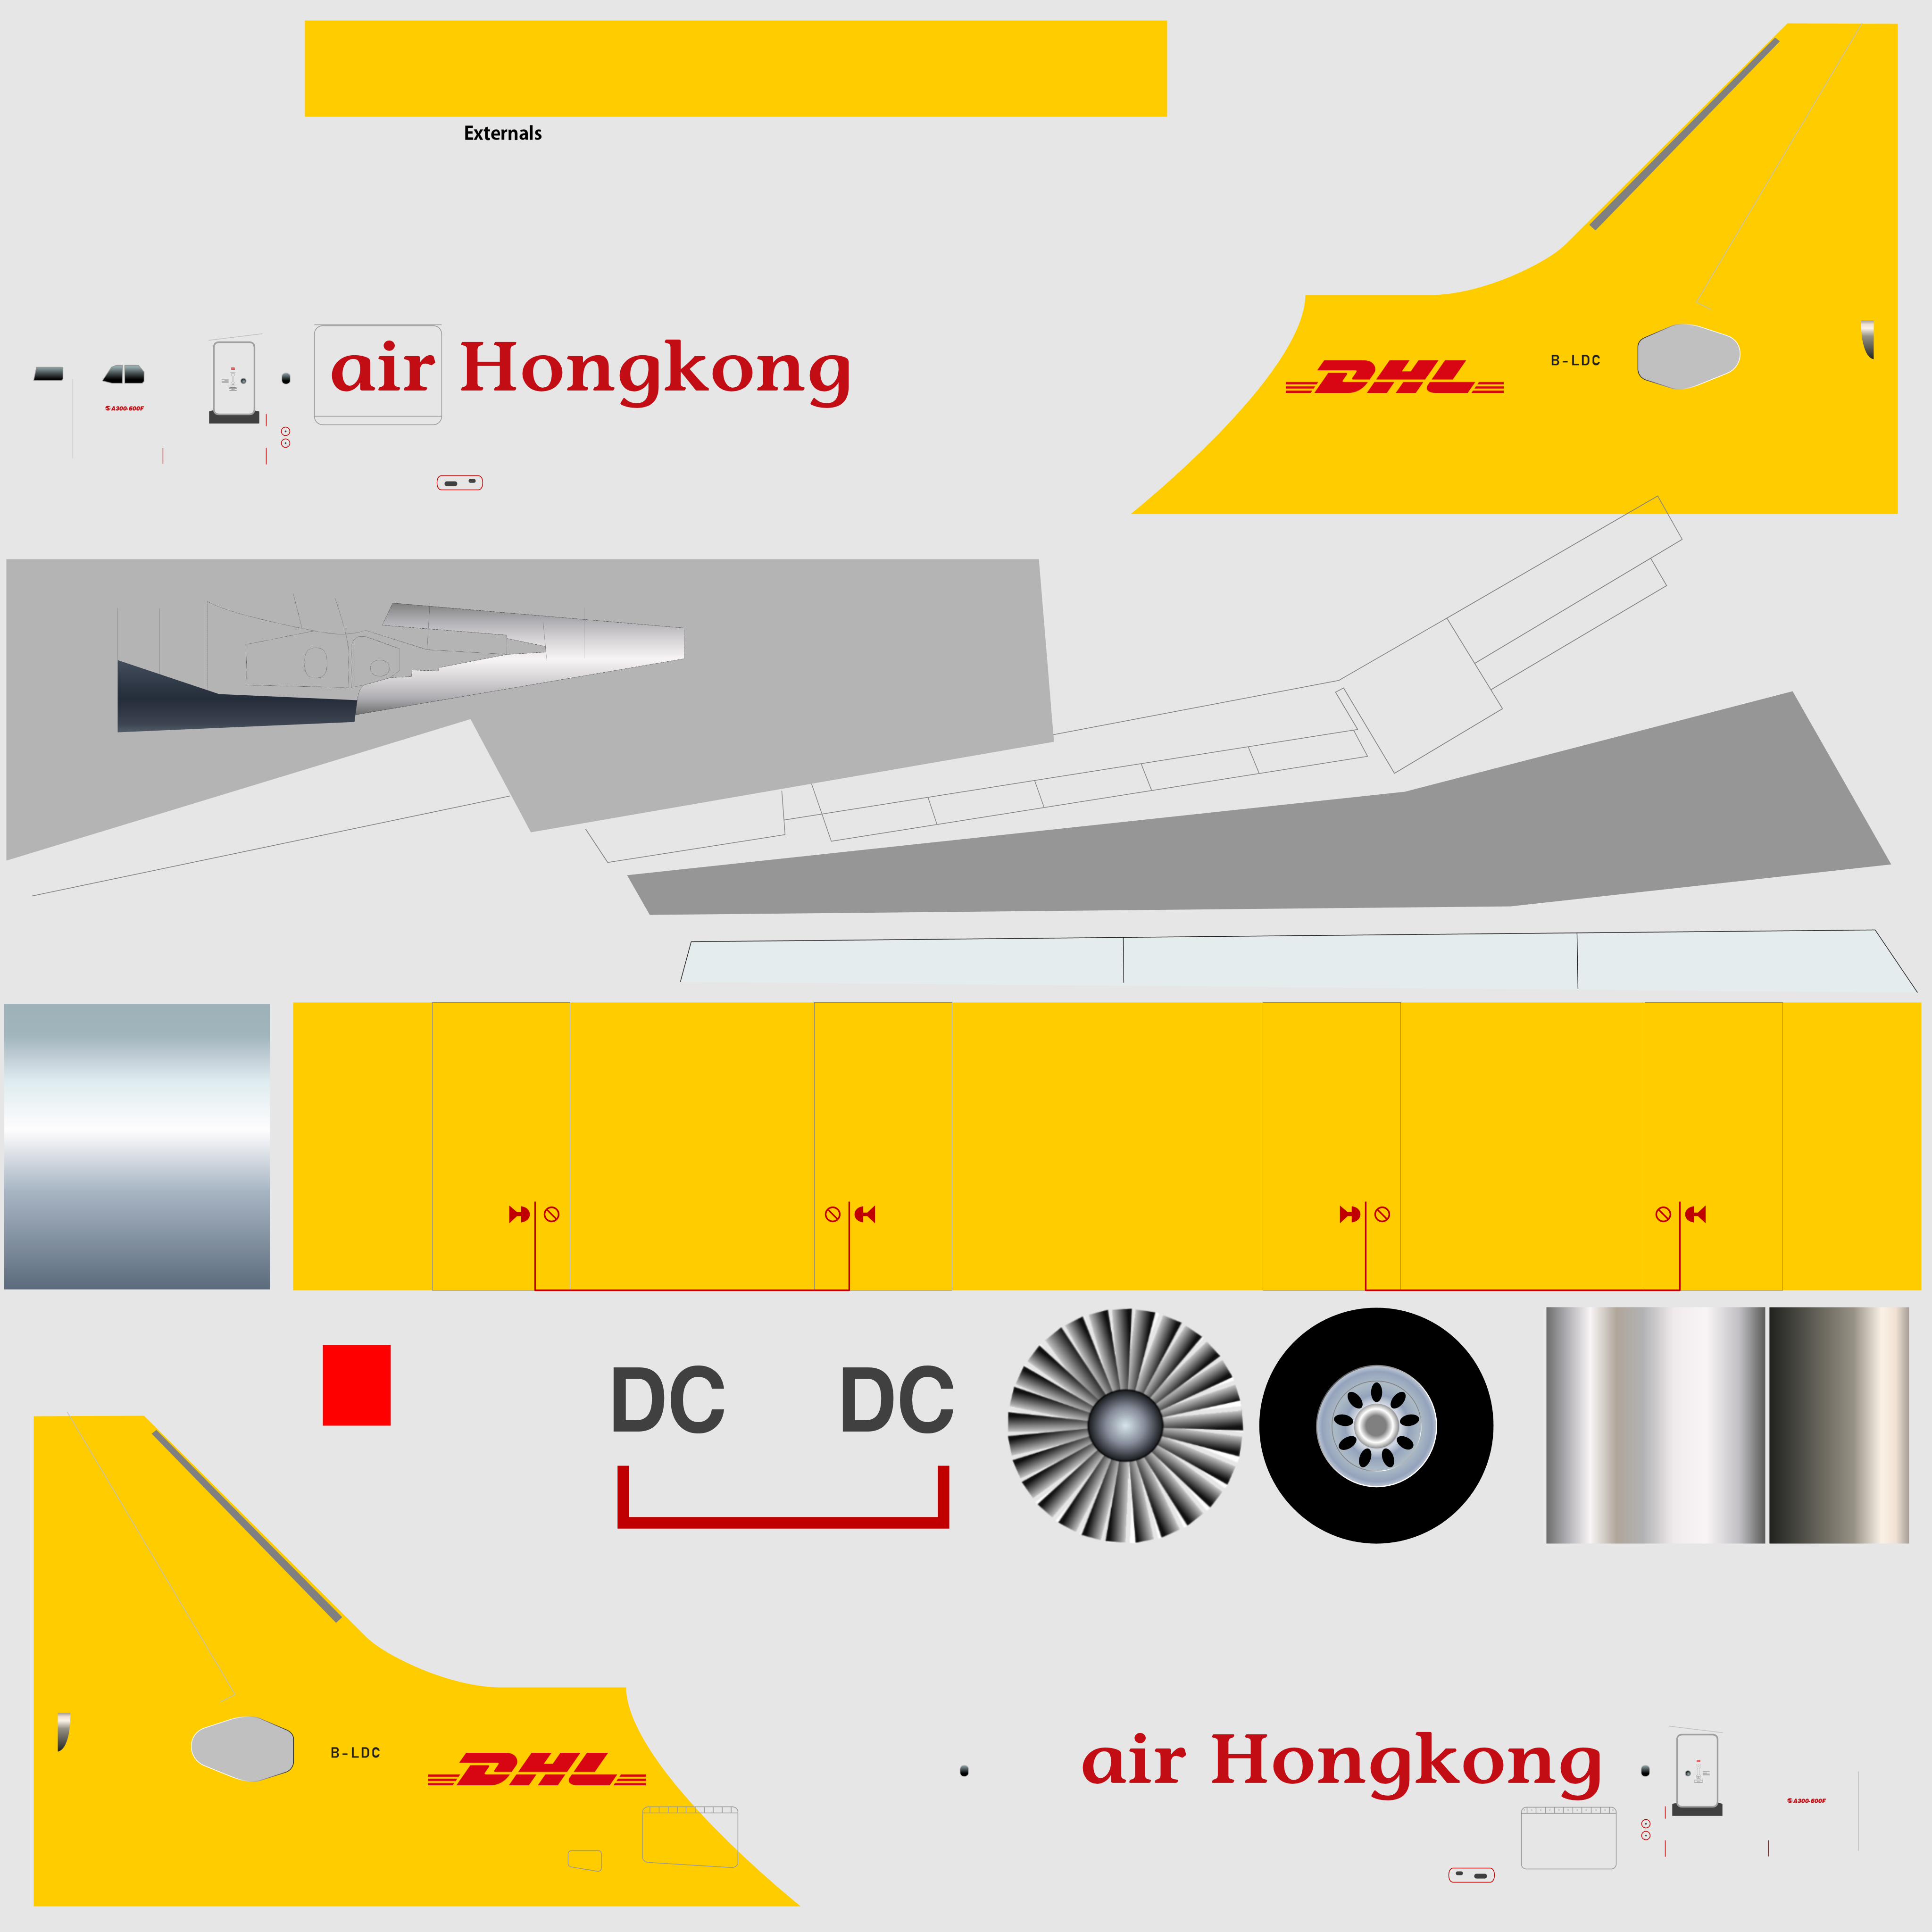 Externals
air Hongkong
DHL
B-LDC
A300-600F
DC DC
B-LDC
DHL
air Hongkong
A300-600F